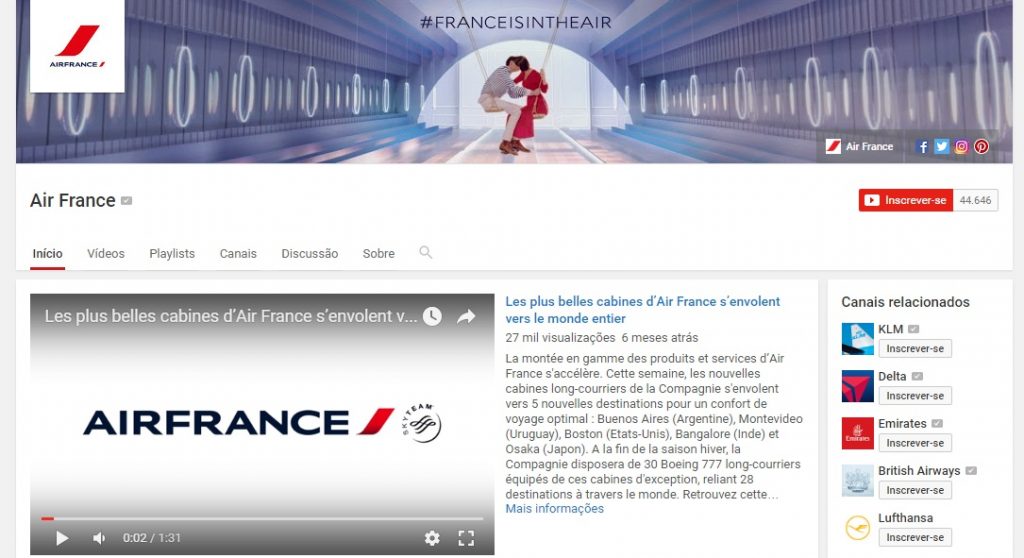 #FRANCEISINTHEAIR
AIRFRANCE
Air France
Air France
Inscrever-se 44.646
Início Vídeos Playlists Canais Discussão Sobre
Les plus belles cabines d’Air France s’envolent v...
AIRFRANCE SKYTEAM
0:02 / 1:31
Les plus belles cabines d’Air France s’envolent
vers le monde entier
27 mil visualizações 6 meses atrás
La montée en gamme des produits et services d’Air
France s'accélère. Cette semaine, les nouvelles
cabines long-courriers de la Compagnie s'envolent
vers 5 nouvelles destinations pour un confort de
voyage optimal : Buenos Aires (Argentine), Montevideo
(Uruguay), Boston (Etats-Unis), Bangalore (Inde) et
Osaka (Japon). A la fin de la saison hiver, la
Compagnie disposera de 30 Boeing 777 long-courriers
équipés de ces cabines d'exception, reliant 28
destinations à travers le monde. Retrouvez cette…
Mais informações
Canais relacionados
KLM
Inscrever-se
Delta
Inscrever-se
Emirates
Emirates
Inscrever-se
British Airways
Inscrever-se
Lufthansa
Inscrever-se